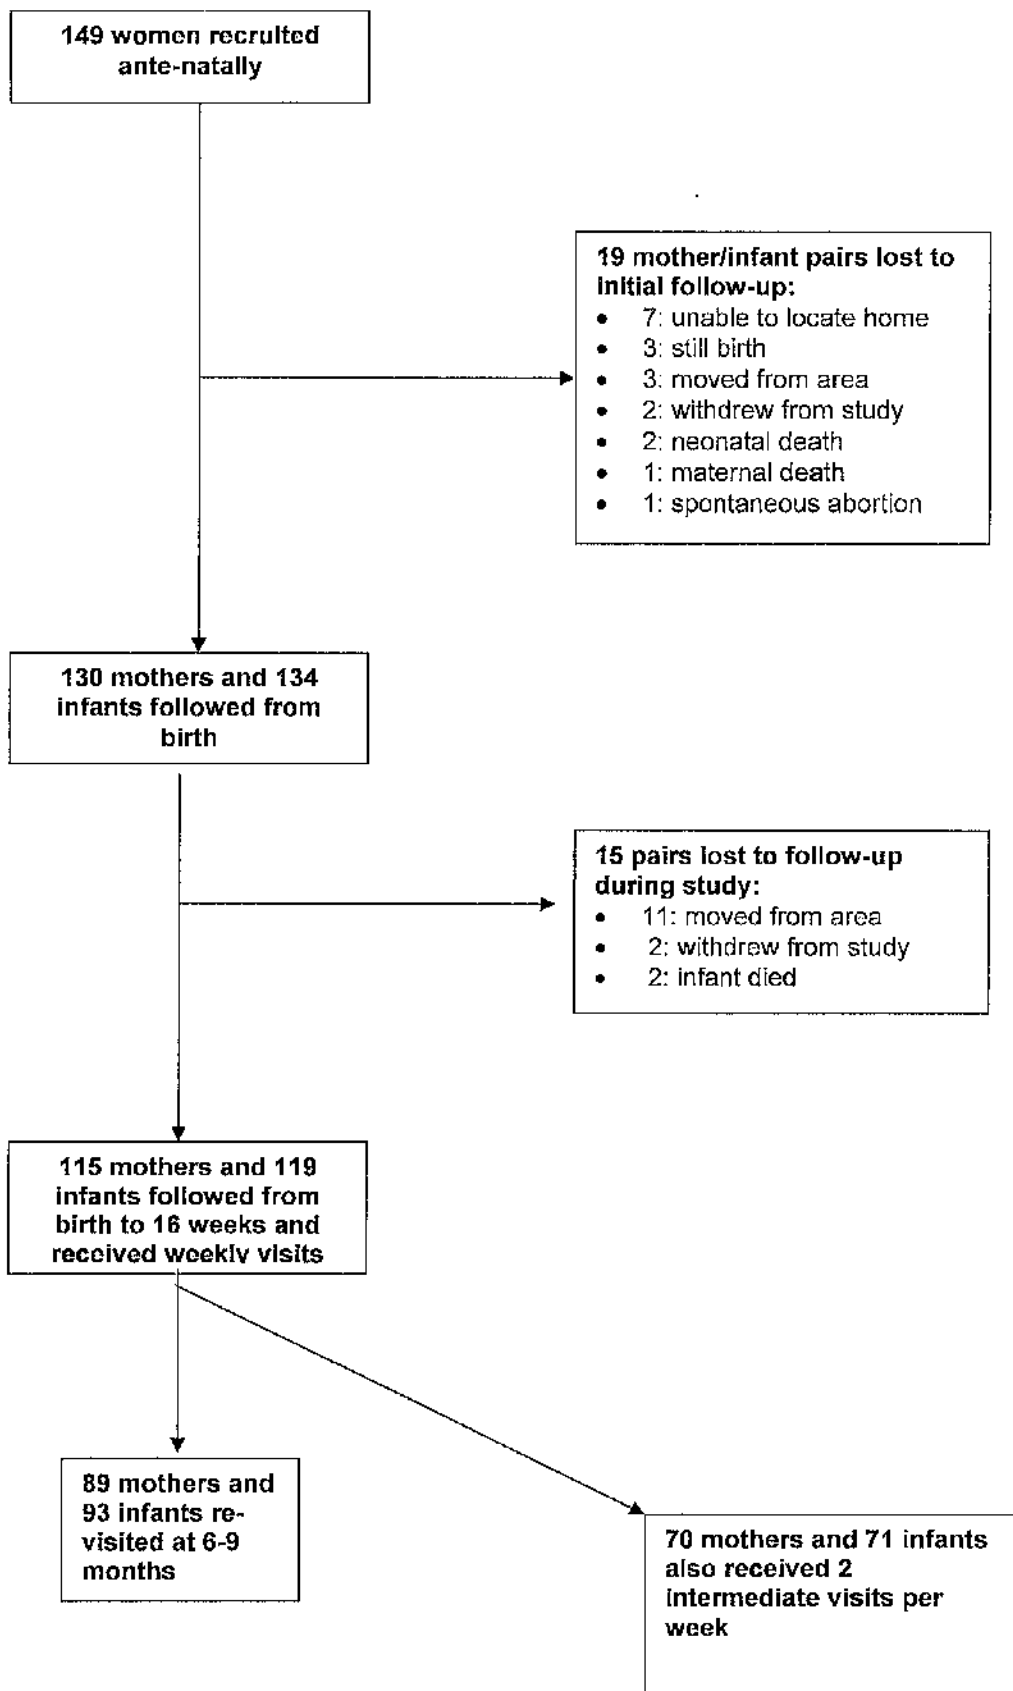 149 women recruited
ante-natally
19 mother/infant pairs lost to
initial follow-up:
• 7: unable to locate home
• 3: still birth
• 3: moved from area
• 2: withdrew from study
• 2: neonatal death
• 1: maternal death
• 1: spontaneous abortion
130 mothers and 134
infants followed from
birth
15 pairs lost to follow-up
during study:
• 11: moved from area
• 2: withdrew from study
• 2: infant died
115 mothers and 119
infants followed from
birth to 16 weeks and
received weekly visits
89 mothers and
93 infants re-
visited at 6-9
months
70 mothers and 71 infants
also received 2
intermediate visits per
week